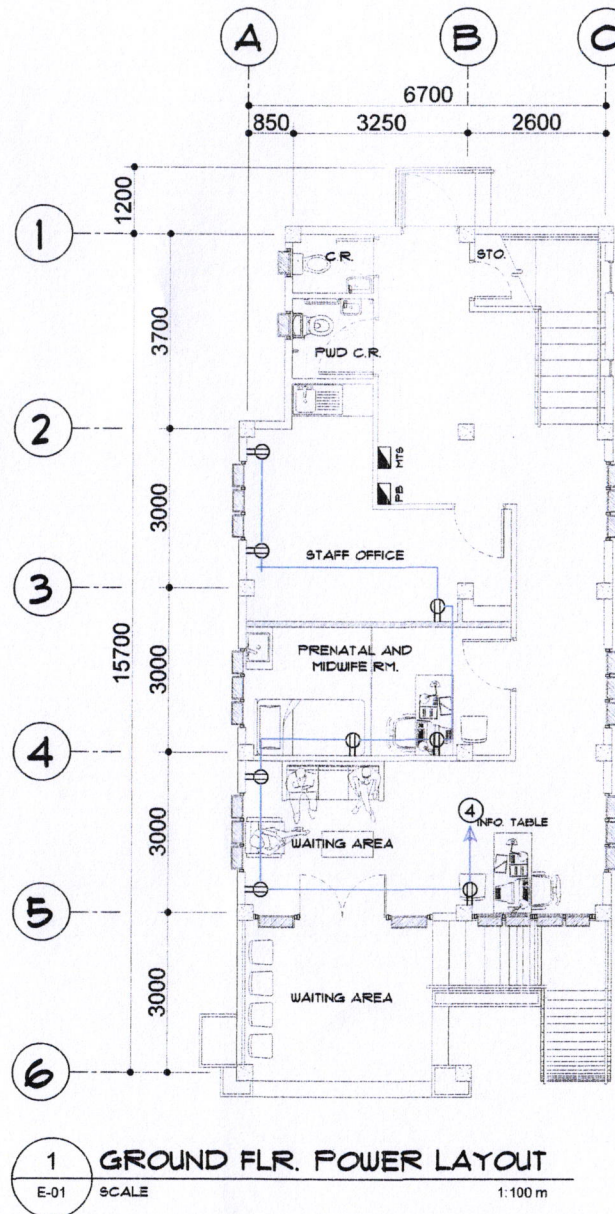 A
B
C
6700
850
3250
2600
1200
1
C.R.
STO.
3700
PWD C.R.
2
MTS
PB
3000
STAFF OFFICE
3
15700
PRENATAL AND
MIDWIFE RM.
3000
4
4
INFO. TABLE
3000
WAITING AREA
5
3000
WAITING AREA
6
1
GROUND FLR. POWER LAYOUT
E-01
SCALE
1:100 m